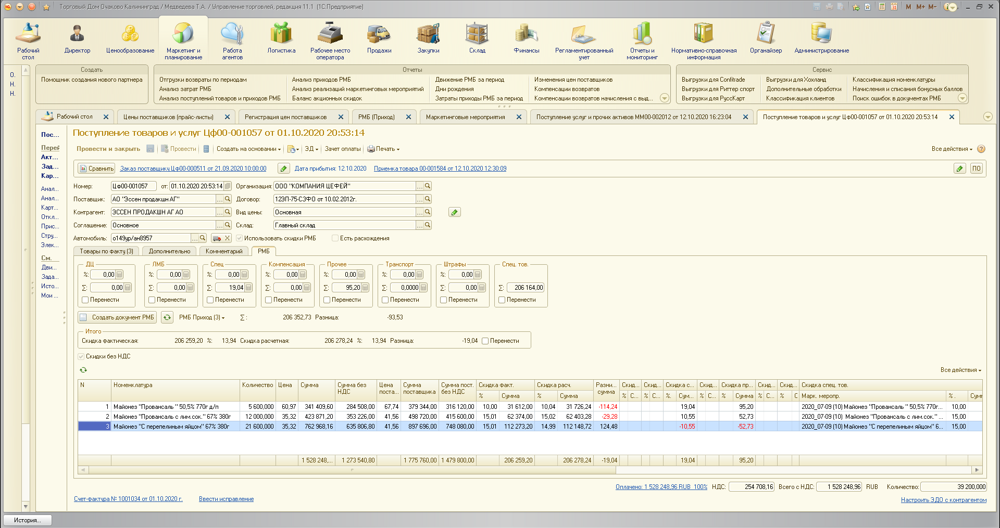 Торговый Дом Очаково Калининград / Медведева Т.А. / Управление торговлей, редакция 11.1 (1С:Предприятие)
M M+ M-
Рабочий стол
Директор
Ценообразование
Маркетинг и планирование
Работа агентов
Логистика
Рабочее место оператора
Продажи
Закупки
Склад
Финансы
Регламентированный учет
Отчеты и мониторинг
Нормативно-справочная информация
Органайзер
Администрирование
О.
Н.
Н.
Создать
Помощник создания нового партнера
Отчеты
Отгрузки возвраты по периодам
Анализ затрат РМБ
Анализ поступлений товаров и приходов РМБ
Анализ приходов РМБ
Анализ реализаций маркетинговых мероприятий
Баланс акционных скидок
Движение РМБ за период
Дни рождения
Затраты приходы РМБ за период
Изменения цен поставщиков
Компенсации возвратов
Компенсации возвратов начисления с выд...
Сервис
Выгрузки для Confitrade
Выгрузки для Риттер спорт
Выгрузки для РуссКарт
Выгрузки для Хохланд
Дополнительные обработки
Классификация клиентов
Классификация номенклатуры
Начисления и списания бонусных баллов
Поиск ошибок в документах РМБ
Рабочий стол
Цены поставщиков (прайс-листы)
Регистрация цен поставщиков
РМБ (Приход)
Маркетинговые мероприятия
Поступление услуг и прочих активов ММ00-002012 от 12.10.2020 16:23:04
Поступление товаров и услуг Цф00-001057 от 01.10.2020 20:53:14
Пос...
Перей
Акт...
Зад...
Кар...
Анал...
Анал...
Карт...
Откл...
Прис...
Стру...
Элек...
См.
Дви...
Зада...
Исто...
Мои ...
Поступление товаров и услуг Цф00-001057 от 01.10.2020 20:53:14
Провести и закрыть Провести Создать на основании ЭД Зачет оплаты Печать Все действия
Сравнить Заказ поставщику Цф00-000511 от 21.09.2020 10:00:00 Дата прибытия: 12.10.2020 Приемка товара 00-001584 от 12.10.2020 12:30:09 ПО
Номер: Цф00-001057 от: 01.10.2020 20:53:14 Организация: ООО "КОМПАНИЯ ЦЕФЕЙ"
Поставщик: АО "Эссен продакшн АГ" Договор: 12ЭП-75-СЗФО от 10.02.2012г.
Контрагент: ЭССЕН ПРОДАКШН АГ АО Вид цены: Основная
Соглашение: Основное Склад: Главный склад
Автомобиль: о149ур/ан8957 Использовать скидки РМБ Есть расхождения
Товары по факту (3) Дополнительно Комментарий РМБ
ДЦ ЛМБ Спец Компенсация Прочее Транспорт Штрафы Спец. тов.
%: 0,00 %: 0,00 %: 0,00 %: 0,00 %: 0,00 %: 0,00 %: 0,00
Σ: 0,00 Σ: 0,00 Σ: 19,04 Σ: 0,00 Σ: 95,20 Σ: 0,0000 Σ: 0,00 Σ: 206 164,00
Перенести Перенести Перенести Перенести Перенести Перенести Перенести Перенести
Создать документ РМБ РМБ Приход (3) Σ : 206 352,73 Разница: -93,53
Итого
Скидка фактическая: 206 259,20 %: 13,94 Скидка расчетная: 206 278,24 %: 13,94 Разница: -19,04 Перенести
Скидки без НДС
Все действия
N Номенклатура Количество Цена Сумма Сумма без НДС Цена поста... Сумма поставщика Сумма пост. без НДС Скидка факт. Скидка расч. Разни... сумма Скид... Скид... Скидка с... Скид... Скидка пр... Скид... Скид... Скидка спец. тов.
% Сумма % Сумма % С... % С... %. Сум... % С... % Сумма % С... % С Марк. меропр. % . Сумм
1 Майонез "Провансаль" 50,5% 770г д/п 5 600,000 60,97 341 409,60 284 508,00 67,74 379 344,00 316 120,00 10,00 31 612,00 10,04 31 726,24 -114,24 19,04 95,20 2020_07-09 (10) Майонез "Провансаль " 50,5% 770г... 10,00
2 Майонез "Провансаль с лим.сок." 67% 380г 12 000,000 35,32 423 871,20 353 226,00 41,56 498 720,00 415 600,00 15,01 62 374,00 15,02 62 403,28 -29,28 10,55 52,73 2020_07-09 (10) Майонез "Провансаль с лим.сок." ... 15,00
3 Майонез "С перепелиным яйцом" 67% 380г 21 600,000 35,32 762 968,16 635 806,80 41,56 897 696,00 748 080,00 15,01 112 273,20 14,99 112 148,72 124,48 -10,55 -52,73 2020_07-09 (10) Майонез "С перепелиным яйцом" 6... 15,00
1 528 248,... 1 273 540,80 1 775 760,00 1 479 800,00 206 259,20 206 278,24 -19,04 19,04 95,20
Оплачено: 1 528 248,96 RUB 100% НДС: 254 708,16 Всего с НДС: 1 528 248,96 RUB Количество: 39 200,000
Счет-фактура № 1001034 от 01.10.2020 г. Ввести исправление
Настроить ЭДО с контрагентом
История...